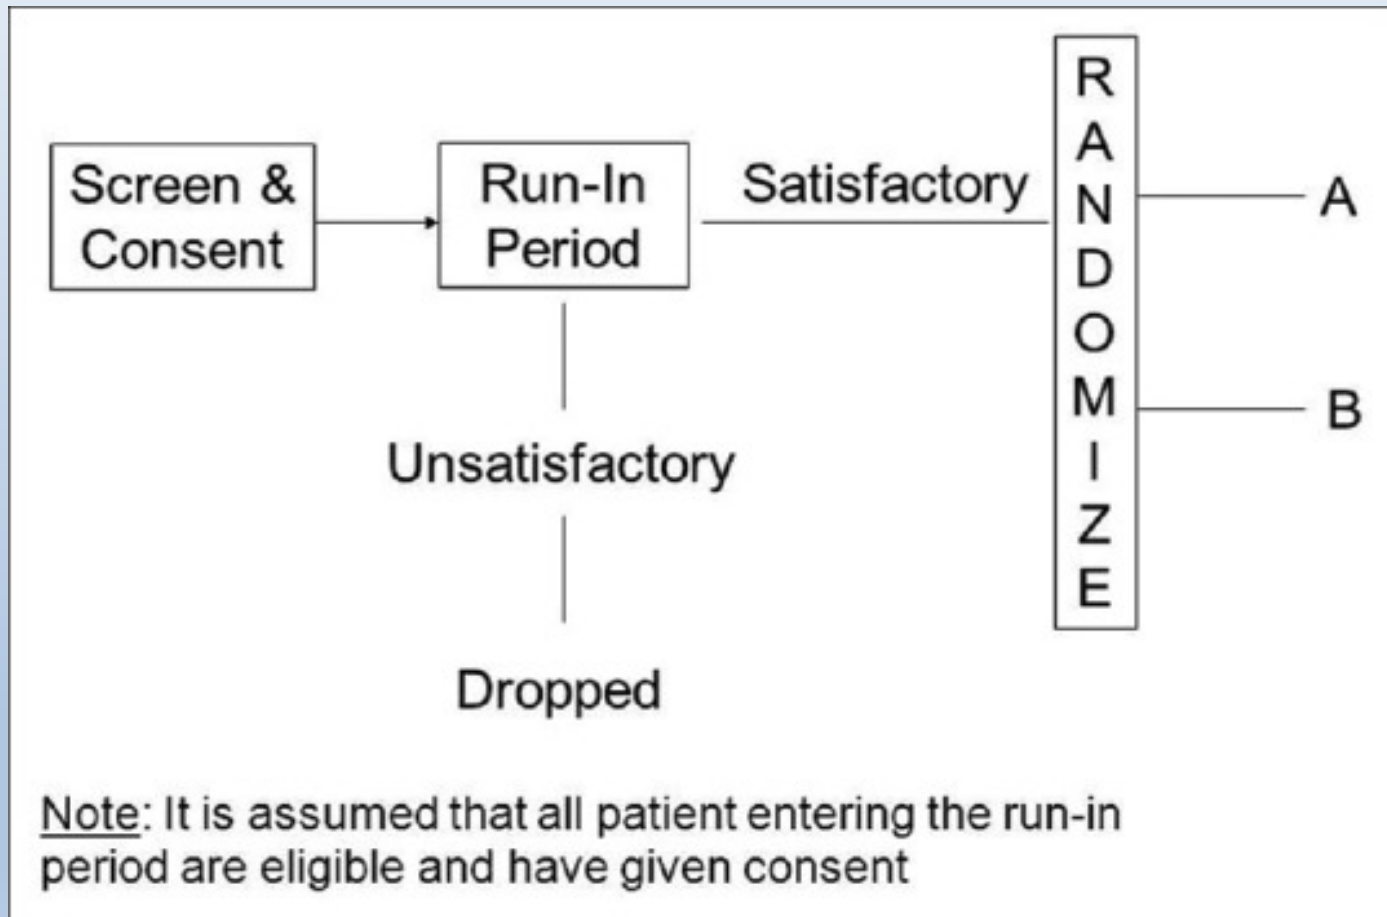 Screen &
Consent
Run-In
Period
Satisfactory
R
A
N
D
O
M
I
Z
E
A
B
Unsatisfactory
Dropped
Note: It is assumed that all patient entering the run-in
period are eligible and have given consent